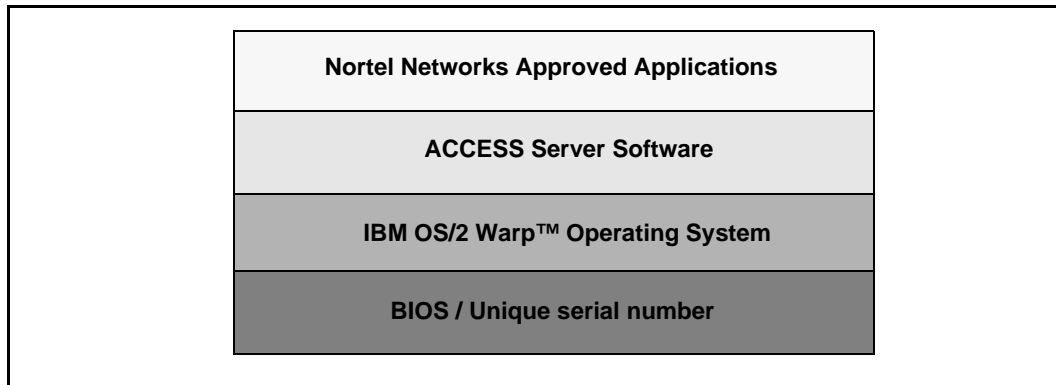 Nortel Networks Approved Applications
ACCESS Server Software
IBM OS/2 Warp™ Operating System
BIOS / Unique serial number